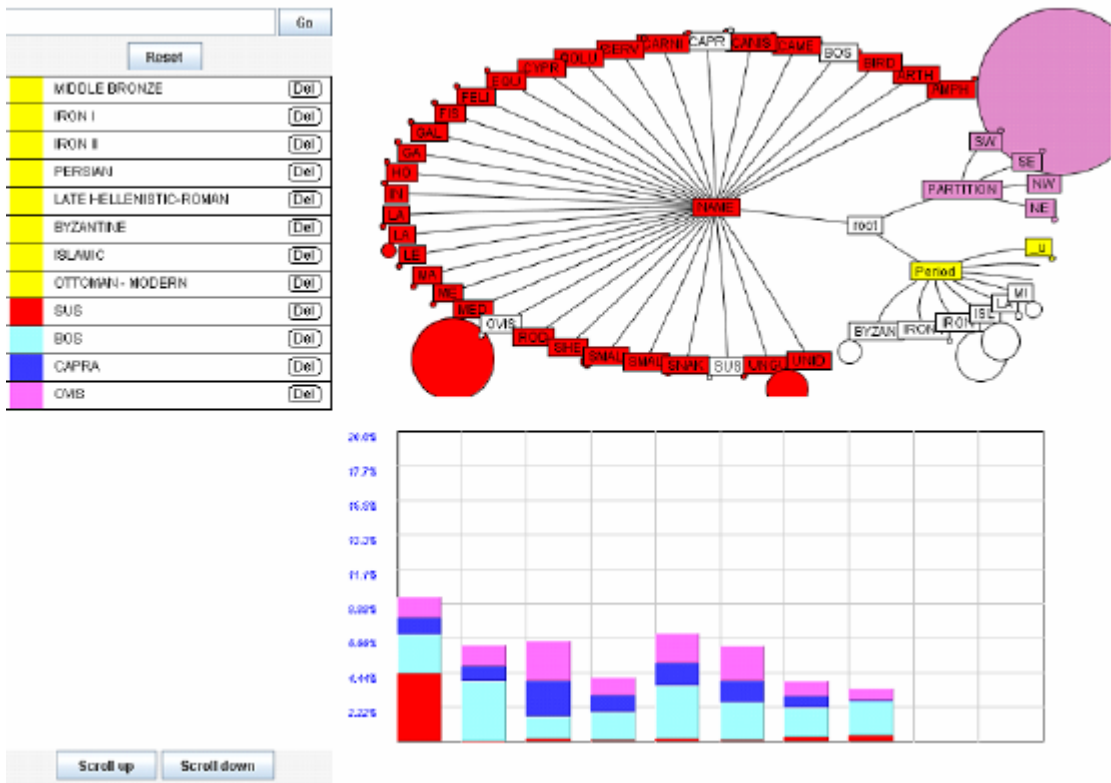 Go
Reset
MIDDLE BRONZE Del
IRON I Del
IRON II Del
PERSIAN Del
LATE HELLENISTIC-ROMAN Del
BYZANTINE Del
ISLAMIC Del
OTTOMAN - MODERN Del
SUS Del
BOS Del
CAPRA Del
OVIS Del
Scroll up Scroll down
CERV
CARNI
CAPR
CANIS
CAME
BOS
BIRD
ARTH
AMPH
COLU
CYPR
EQU
FELI
FIS
GAL
GA
HO
IN
LA
LA
LE
MA
ME
MED
OVIS
ROD
SHE
SMAL
SMAL
SNAK
SUS
UNGU
UNID
NAME
root
PARTITION
SW
SE
NW
NE
Period
_u
MI
ISL
IRON
IRON
BYZAN
17.7%
11.1%
8.88%
6.66%
4.44%
2.22%